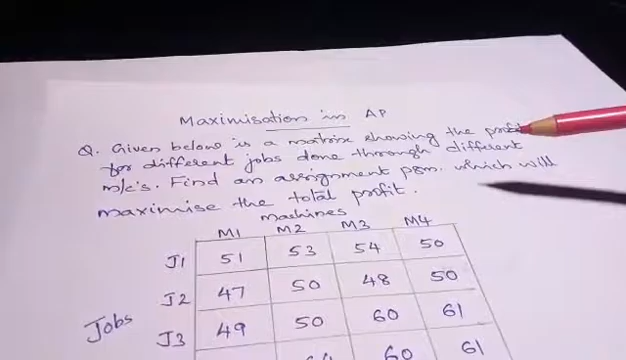 Maximisation in AP
Q. Given below is a matrix showing the profit
for different jobs done through different
m/c's. Find an assignment pgm. which will
maximise the total profit.
machines
M1 M2 M3 M4
J1 51 53 54 50
J2 47 50 48 50
Jobs
J3 49 50 60 61
60 61